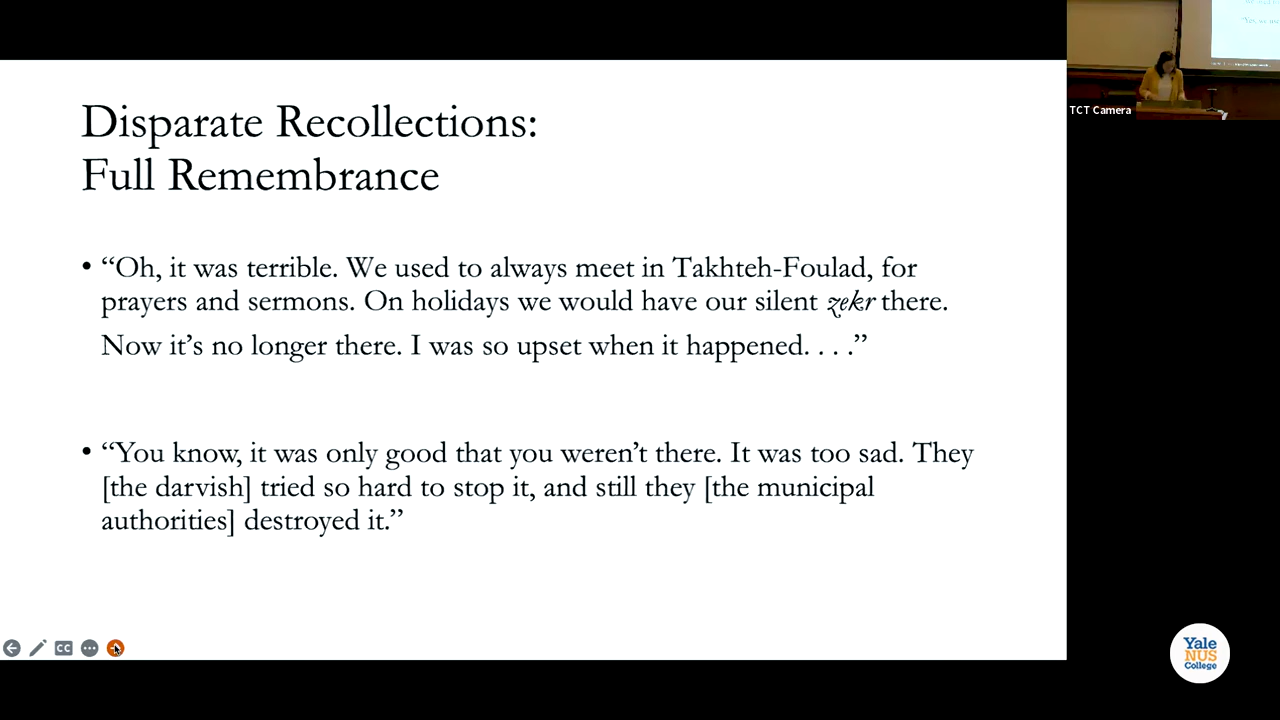 Disparate Recollections:
Full Remembrance
• “Oh, it was terrible. We used to always meet in Takhteh-Foulad, for
prayers and sermons. On holidays we would have our silent zekr there.
Now it’s no longer there. I was so upset when it happened. . . .”
• “You know, it was only good that you weren’t there. It was too sad. They
[the darvish] tried so hard to stop it, and still they [the municipal
authorities] destroyed it.”
CC
TCT Camera
Yale
NUS
College